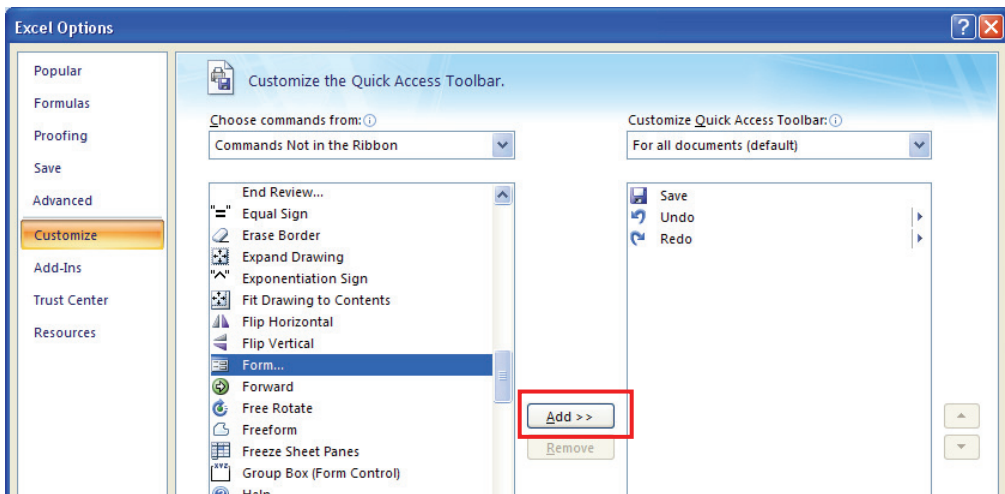 Excel Options
Popular
Formulas
Proofing
Save
Advanced
Customize
Add-Ins
Trust Center
Resources
Customize the Quick Access Toolbar.
Choose commands from:
Commands Not in the Ribbon
End Review...
"=" Equal Sign
Erase Border
Expand Drawing
"^" Exponentiation Sign
Fit Drawing to Contents
Flip Horizontal
Flip Vertical
Form...
Forward
Free Rotate
Freeform
Freeze Sheet Panes
XYZ Group Box (Form Control)
Help
Add >>
Remove
Customize Quick Access Toolbar:
For all documents (default)
Save
Undo
Redo